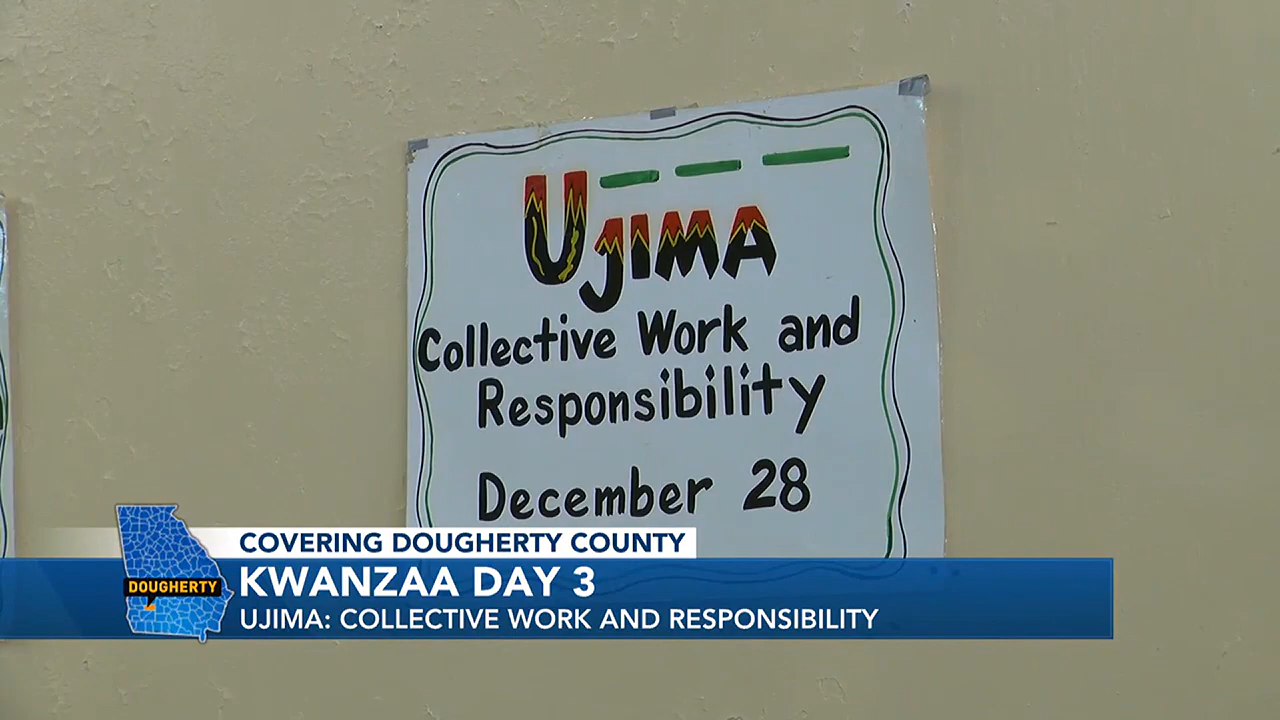 UJIMA
Collective Work and
Responsibility
December 28
COVERING DOUGHERTY COUNTY
DOUGHERTY
KWANZAA DAY 3
UJIMA: COLLECTIVE WORK AND RESPONSIBILITY